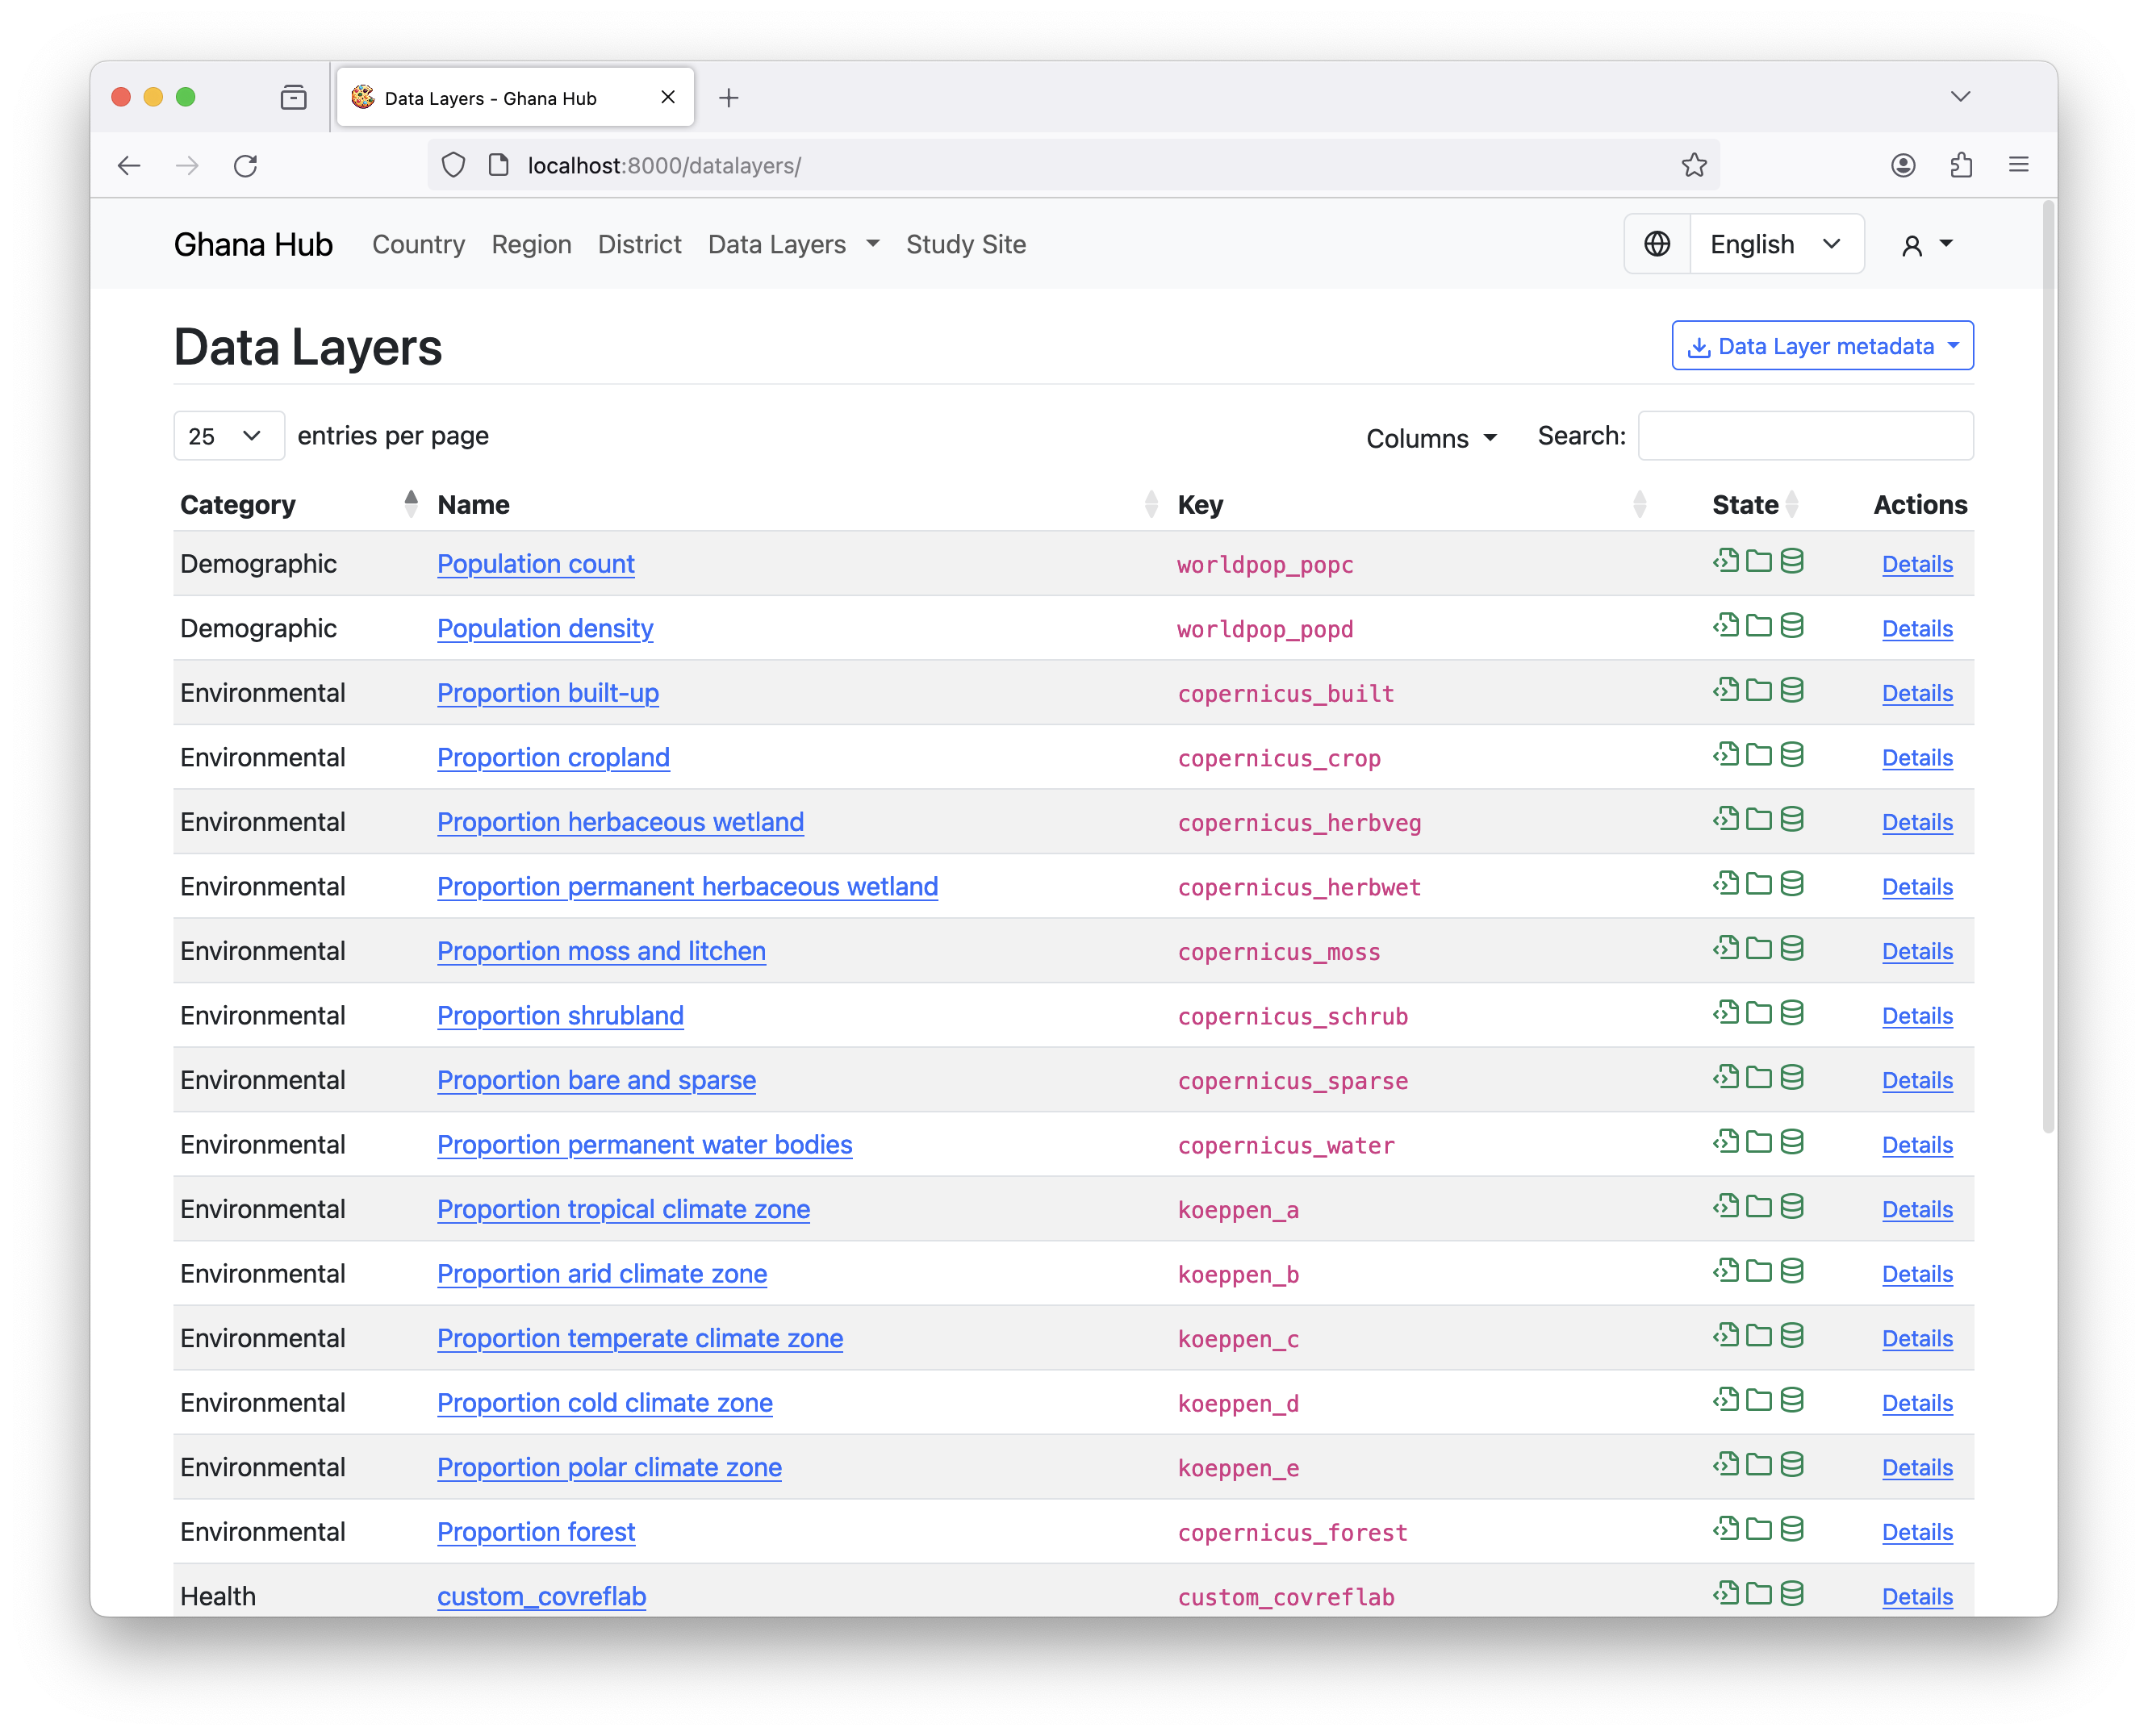 Data Layers - Ghana Hub
localhost:8000/datalayers/
Ghana Hub Country Region District Data Layers Study Site English
Data Layers Data Layer metadata
25 entries per page Columns Search:
Category Name Key State Actions
Demographic Population count worldpop_popc Details
Demographic Population density worldpop_popd Details
Environmental Proportion built-up copernicus_built Details
Environmental Proportion cropland copernicus_crop Details
Environmental Proportion herbaceous wetland copernicus_herbveg Details
Environmental Proportion permanent herbaceous wetland copernicus_herbwet Details
Environmental Proportion moss and litchen copernicus_moss Details
Environmental Proportion shrubland copernicus_schrub Details
Environmental Proportion bare and sparse copernicus_sparse Details
Environmental Proportion permanent water bodies copernicus_water Details
Environmental Proportion tropical climate zone koeppen_a Details
Environmental Proportion arid climate zone koeppen_b Details
Environmental Proportion temperate climate zone koeppen_c Details
Environmental Proportion cold climate zone koeppen_d Details
Environmental Proportion polar climate zone koeppen_e Details
Environmental Proportion forest copernicus_forest Details
Health custom_covreflab custom_covreflab Details